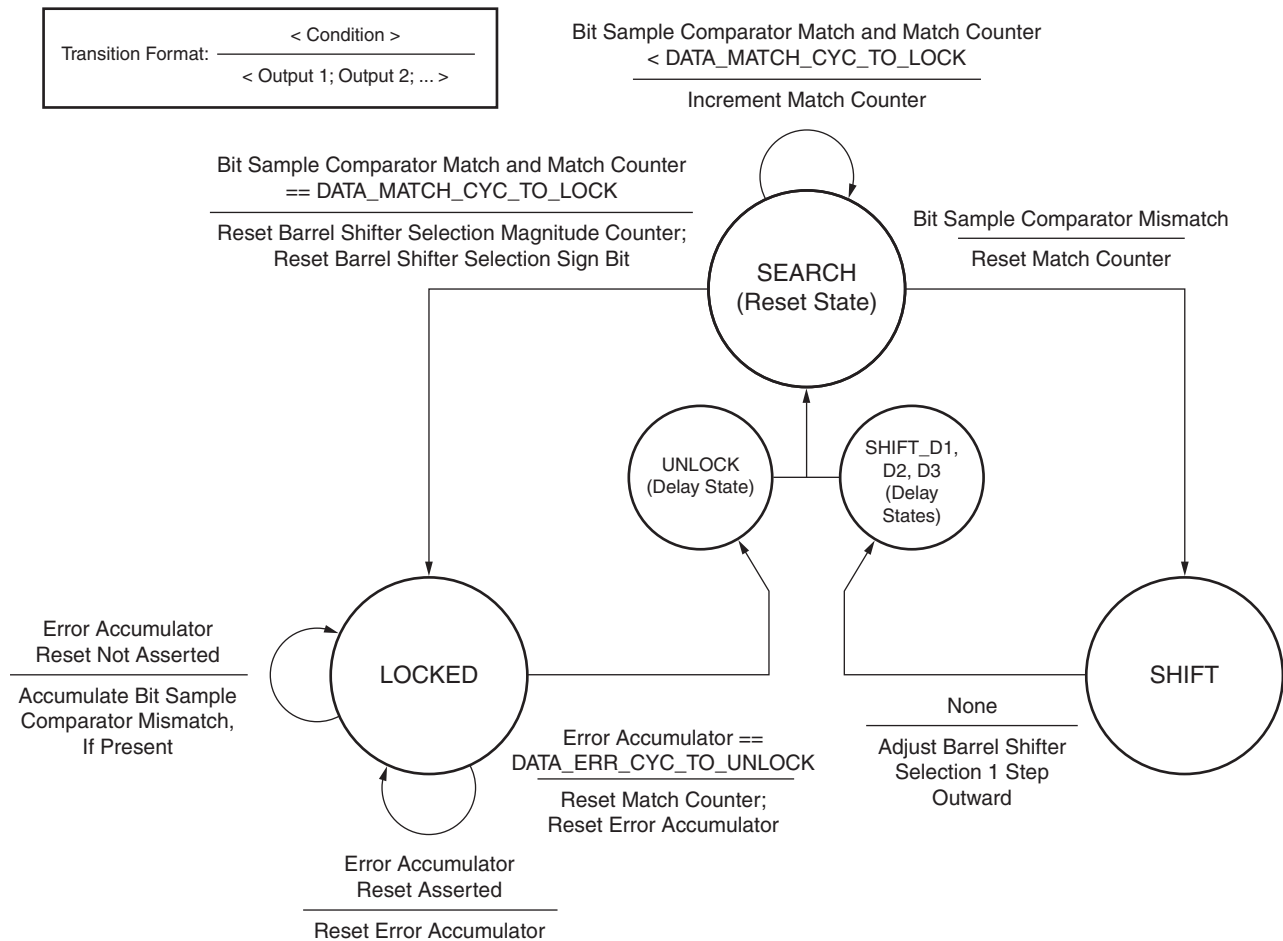 Transition Format:
< Condition >
< Output 1; Output 2; ... >
Bit Sample Comparator Match and Match Counter
< DATA_MATCH_CYC_TO_LOCK
Increment Match Counter
Bit Sample Comparator Match and Match Counter
== DATA_MATCH_CYC_TO_LOCK
Reset Barrel Shifter Selection Magnitude Counter;
Reset Barrel Shifter Selection Sign Bit
SEARCH
(Reset State)
Bit Sample Comparator Mismatch
Reset Match Counter
UNLOCK
(Delay State)
SHIFT_D1,
D2, D3
(Delay
States)
Error Accumulator
Reset Not Asserted
Accumulate Bit Sample
Comparator Mismatch,
If Present
LOCKED
SHIFT
Error Accumulator ==
DATA_ERR_CYC_TO_UNLOCK
Reset Match Counter;
Reset Error Accumulator
None
Adjust Barrel Shifter
Selection 1 Step
Outward
Error Accumulator
Reset Asserted
Reset Error Accumulator